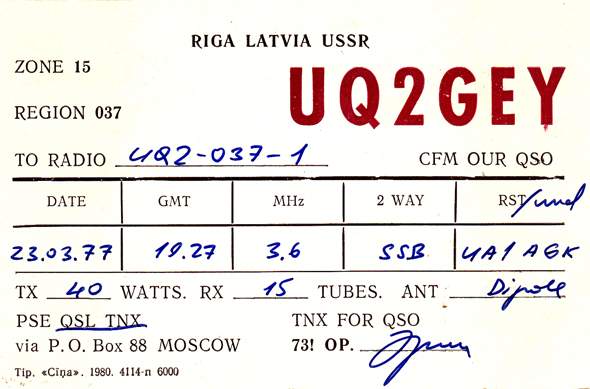 RIGA LATVIA USSR
ZONE 15
UQ2GEY
REGION 037
TO RADIO UQ2-037-1 CFM OUR QSO
DATE GMT MHz 2 WAY RST/und
23.03.77 19.27 3.6 SSB UA1AGK
TX 40 WATTS. RX 15 TUBES. ANT Dipole
PSE QSL TNX TNX FOR QSO
via P. O. Box 88 MOSCOW 73! OP.
Tip. «Cīņa». 1980. 4114-n 6000